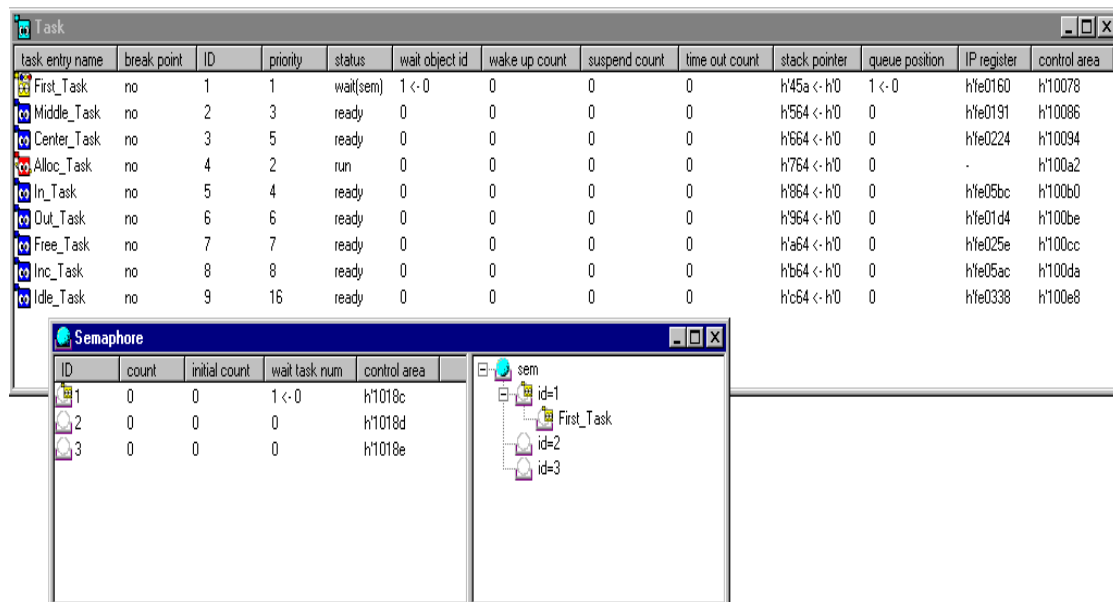 Task
task entry name break point ID priority status wait object id wake up count suspend count time out count stack pointer queue position IP register control area
First_Task no 1 1 wait(sem) 1 <- 0 0 0 0 h'45a <- h'0 1 <- 0 h'fe0160 h'10078
Middle_Task no 2 3 ready 0 0 0 0 h'564 <- h'0 0 h'fe0191 h'10086
Center_Task no 3 5 ready 0 0 0 0 h'664 <- h'0 0 h'fe0224 h'10094
Alloc_Task no 4 2 run 0 0 0 0 h'764 <- h'0 0 - h'100a2
In_Task no 5 4 ready 0 0 0 0 h'864 <- h'0 0 h'fe05bc h'100b0
Out_Task no 6 6 ready 0 0 0 0 h'964 <- h'0 0 h'fe01d4 h'100be
Free_Task no 7 7 ready 0 0 0 0 h'a64 <- h'0 0 h'fe025e h'100cc
Inc_Task no 8 8 ready 0 0 0 0 h'b64 <- h'0 0 h'fe05ac h'100da
Idle_Task no 9 16 ready 0 0 0 0 h'c64 <- h'0 0 h'fe0338 h'100e8
Semaphore
ID count initial count wait task num control area
1 0 0 1 <- 0 h'1018c
2 0 0 0 h'1018d
3 0 0 0 h'1018e
sem
id=1
First_Task
id=2
id=3